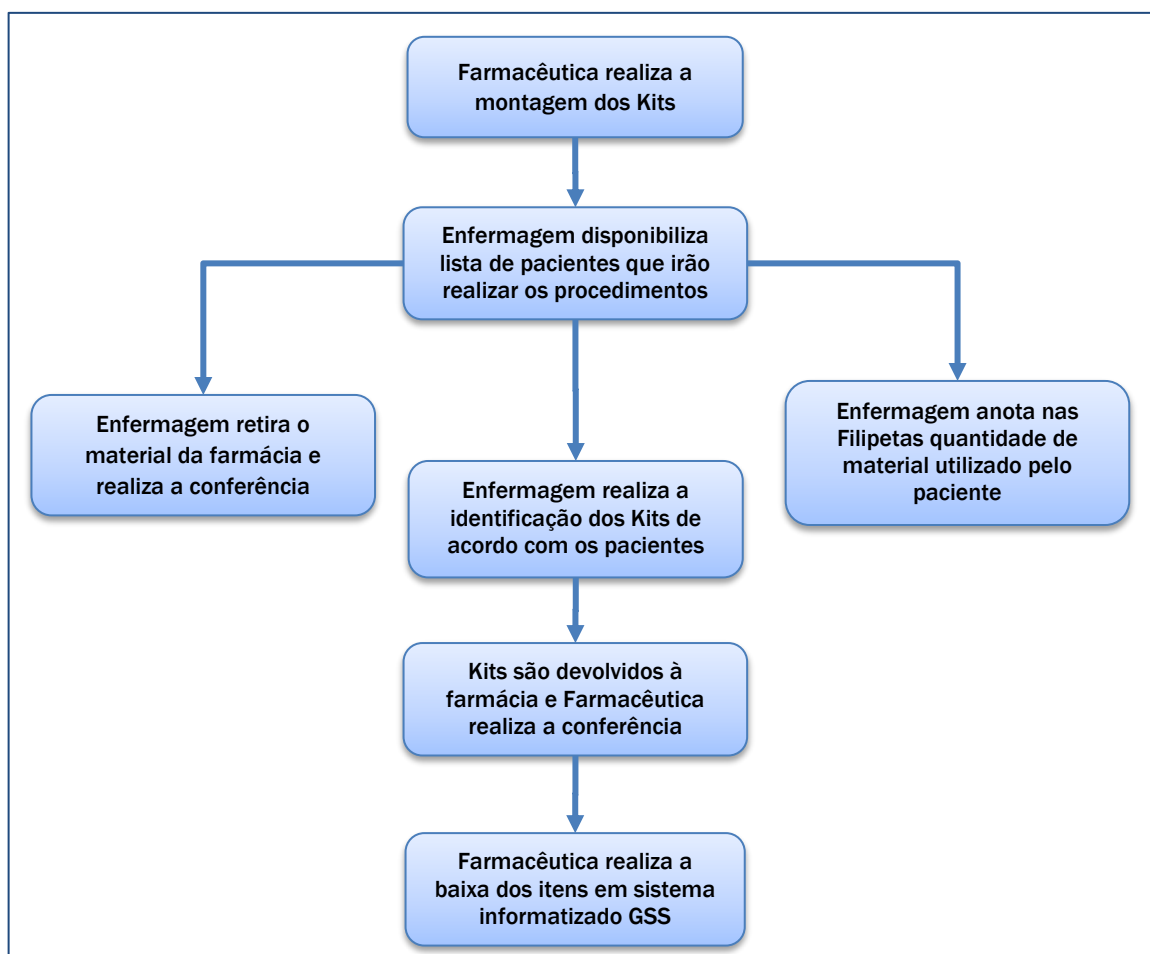 Farmacêutica realiza a
montagem dos Kits
Enfermagem disponibiliza
lista de pacientes que irão
realizar os procedimentos
Enfermagem retira o
material da farmácia e
realiza a conferência
Enfermagem realiza a
identificação dos Kits de
acordo com os pacientes
Enfermagem anota nas
Filipetas quantidade de
material utilizado pelo
paciente
Kits são devolvidos à
farmácia e Farmacêutica
realiza a conferência
Farmacêutica realiza a
baixa dos itens em sistema
informatizado GSS